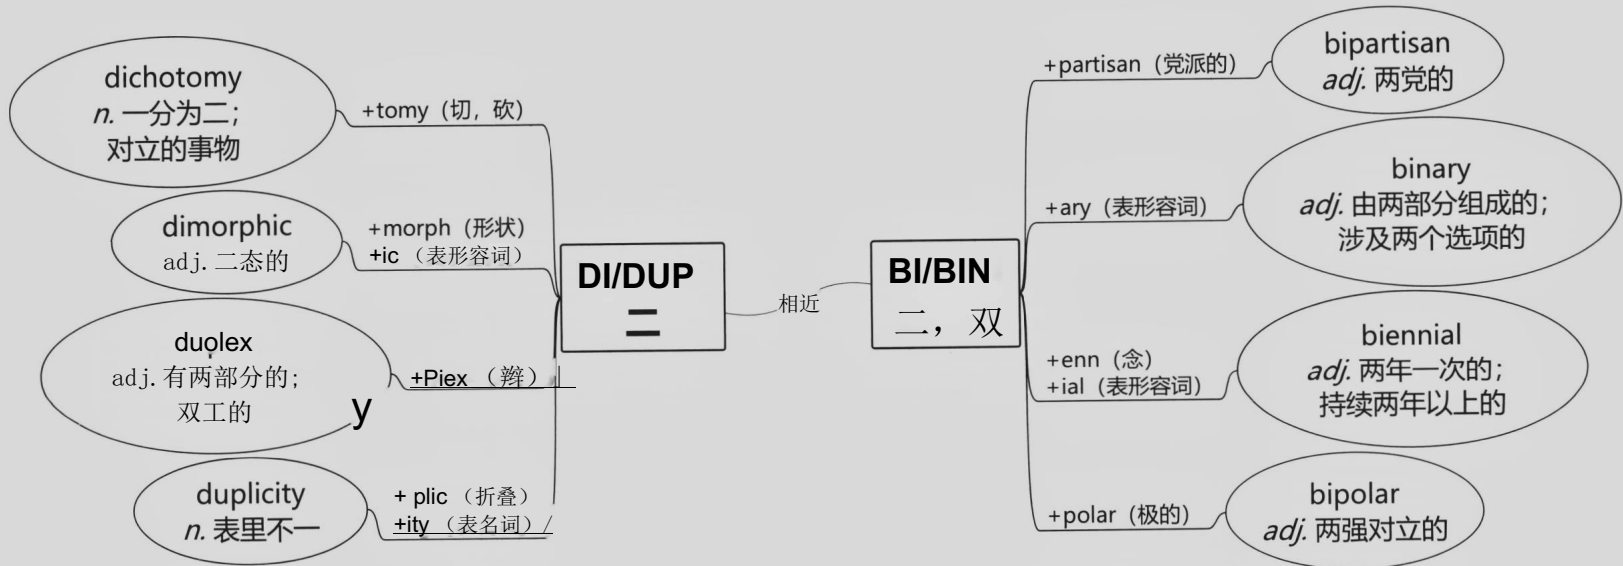 dichotomy
n. 一分为二；
对立的事物
+tomy（切，砍）
dimorphic
adj. 二态的
+morph（形状）
+ic （表形容词）
duolex
adj. 有两部分的；
双工的
y
+Piex （辫）
duplicity
n. 表里不一
+ plic （折叠）
+ity （表名词）/
DI/DUP
二
相近
BI/BIN
二，双
+partisan（党派的）
bipartisan
adj. 两党的
+ary（表形容词）
binary
adj. 由两部分组成的；
涉及两个选项的
+enn（念）
+ial（表形容词）
biennial
adj. 两年一次的；
持续两年以上的
+polar（极的）
bipolar
adj. 两强对立的